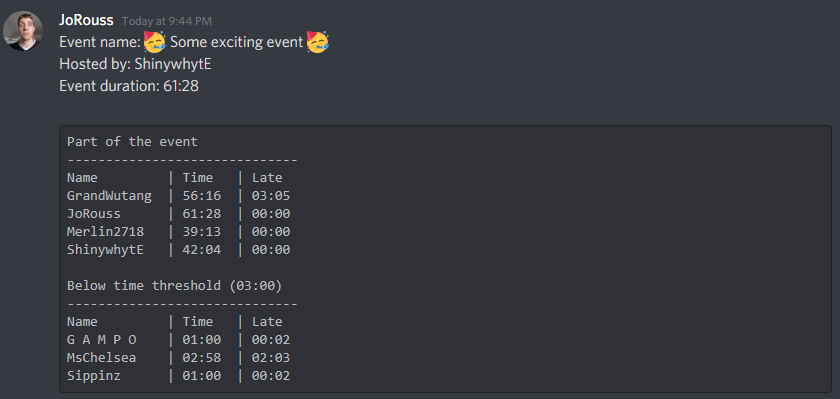 JoRouss Today at 9:44 PM
Event name: 🥳 Some exciting event 🥳
Hosted by: ShinywhytE
Event duration: 61:28
Part of the event
------------------------------
Name | Time | Late
GrandWutang | 56:16 | 03:05
JoRouss | 61:28 | 00:00
Merlin2718 | 39:13 | 00:00
ShinywhytE | 42:04 | 00:00
Below time threshold (03:00)
------------------------------
Name | Time | Late
G A M P O | 01:00 | 00:02
MsChelsea | 02:58 | 02:03
Sippinz | 01:00 | 00:02